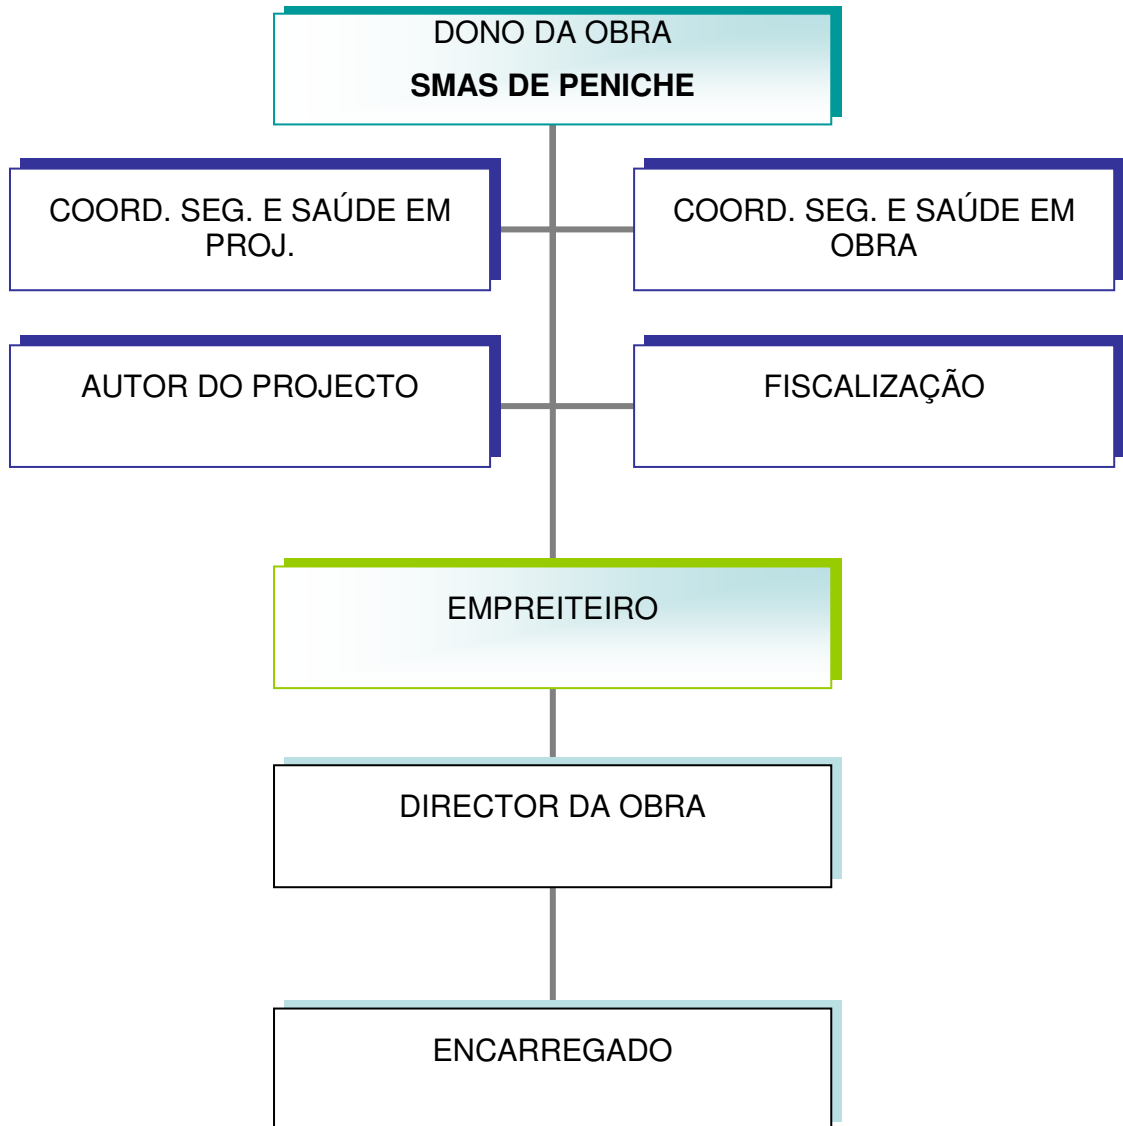 DONO DA OBRA
SMAS DE PENICHE
COORD. SEG. E SAÚDE EM
PROJ.
COORD. SEG. E SAÚDE EM
OBRA
AUTOR DO PROJECTO
FISCALIZAÇÃO
EMPREITEIRO
DIRECTOR DA OBRA
ENCARREGADO